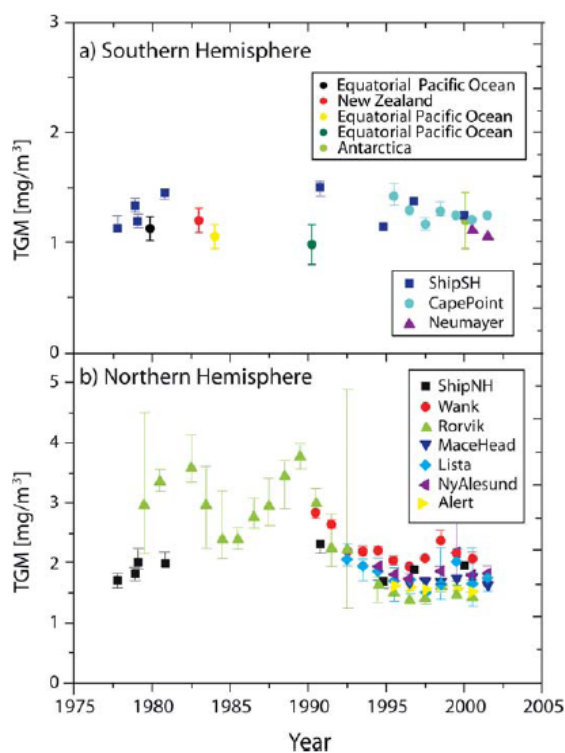 a) Southern Hemisphere
Equatorial Pacific Ocean
New Zealand
Equatorial Pacific Ocean
Equatorial Pacific Ocean
Antarctica
TGM [mg/m³]
3
2
1
0
ShipSH
CapePoint
Neumayer
b) Northern Hemisphere
ShipNH
Wank
Rorvik
MaceHead
Lista
NyAlesund
Alert
TGM [mg/m³]
5
4
3
2
1
0
1975 1980 1985 1990 1995 2000 2005
Year